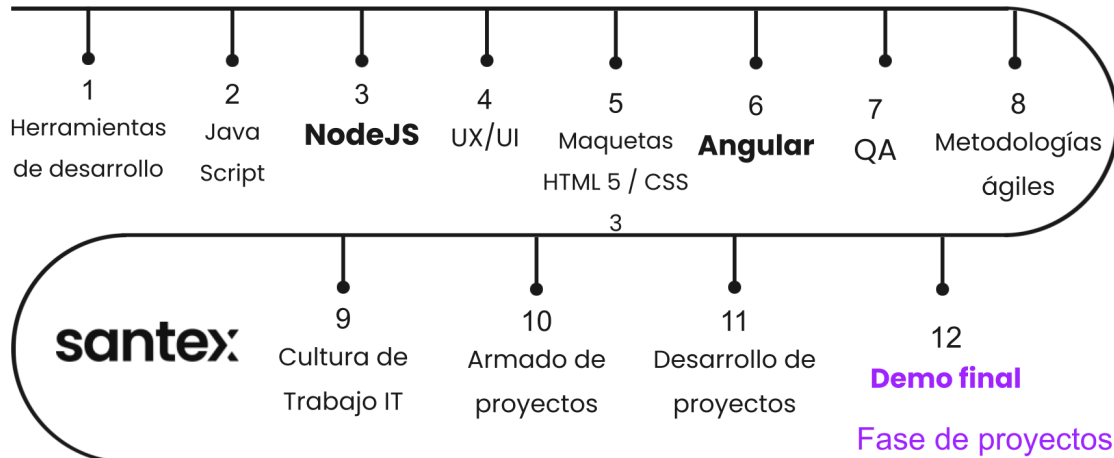 1
Herramientas
de desarrollo
2
Java
Script
3
NodeJS
4
UX/UI
5
Maquetas
HTML 5 / CSS
3
6
Angular
7
QA
8
Metodologías
ágiles
santex
9
Cultura de
Trabajo IT
10
Armado de
proyectos
11
Desarrollo de
proyectos
12
Demo final
Fase de proyectos